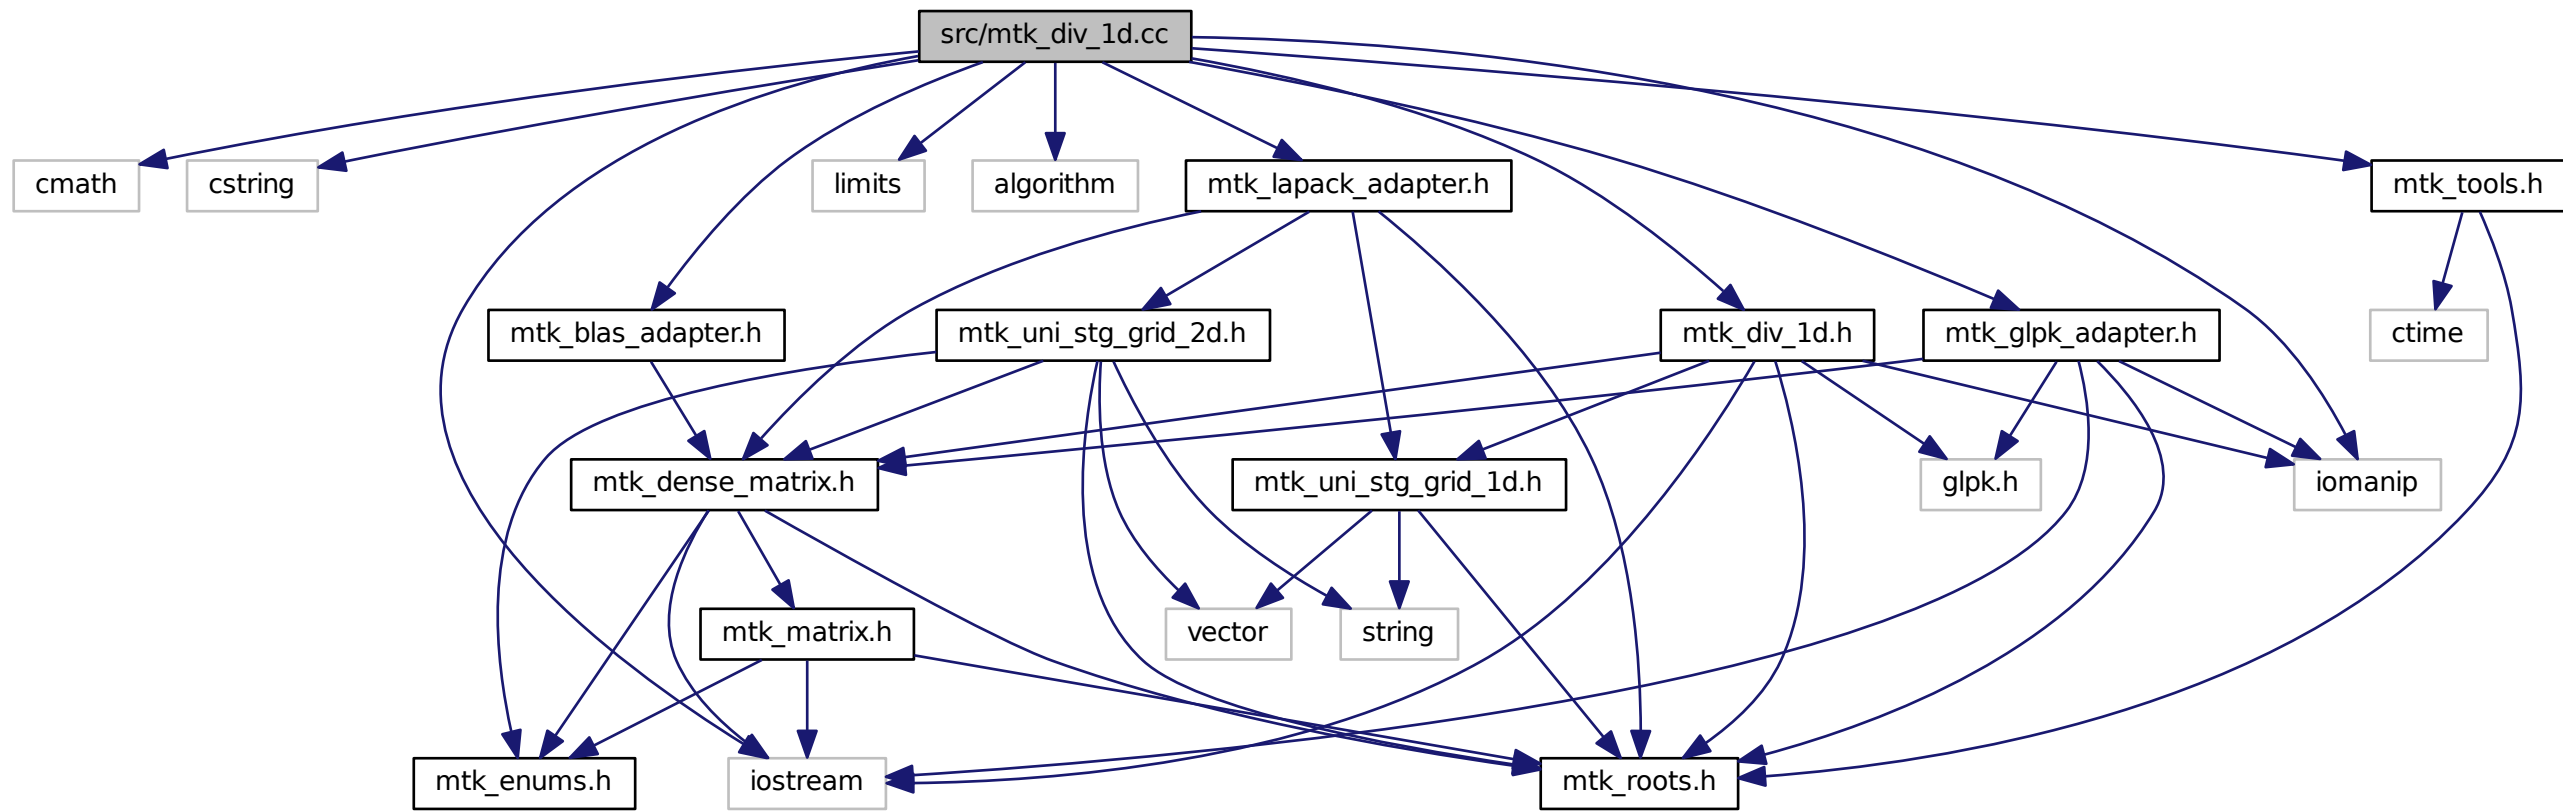 src/mtk_div_1d.cc
cmath
cstring
limits
algorithm
mtk_lapack_adapter.h
mtk_tools.h
mtk_blas_adapter.h
mtk_uni_stg_grid_2d.h
mtk_div_1d.h
mtk_glpk_adapter.h
ctime
mtk_dense_matrix.h
mtk_uni_stg_grid_1d.h
glpk.h
iomanip
mtk_matrix.h
vector
string
mtk_enums.h
iostream
mtk_roots.h